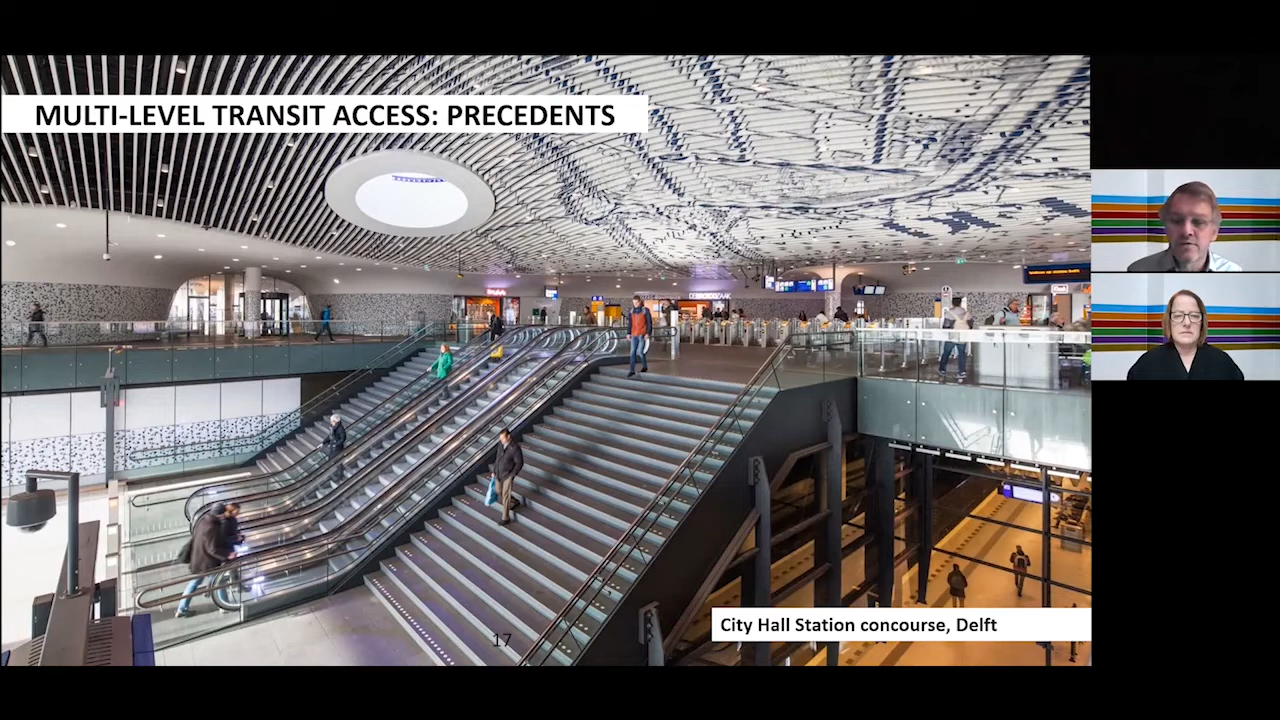 MULTI-LEVEL TRANSIT ACCESS: PRECEDENTS
City Hall Station concourse, Delft
17